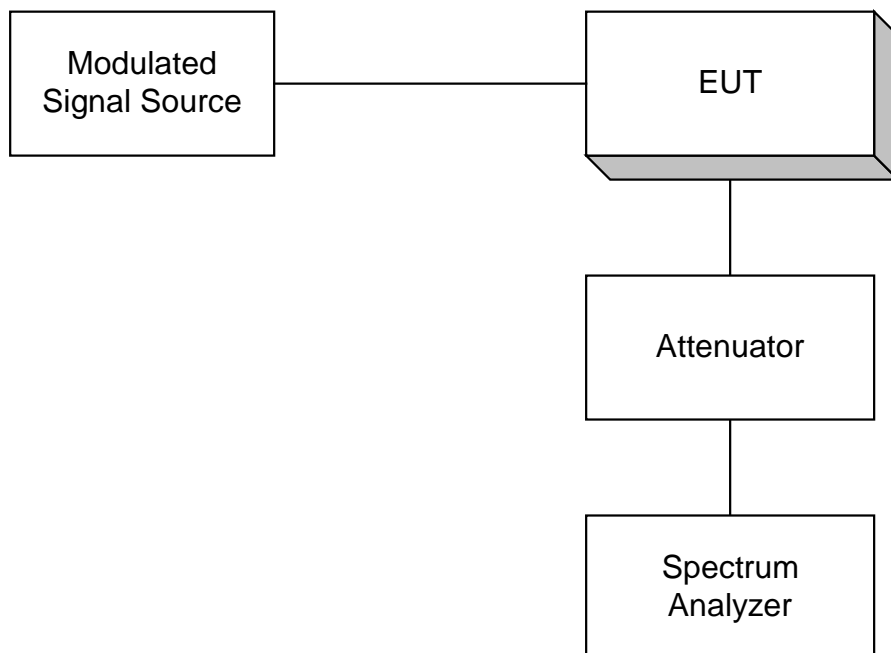 Modulated
Signal Source
EUT
Attenuator
Spectrum
Analyzer